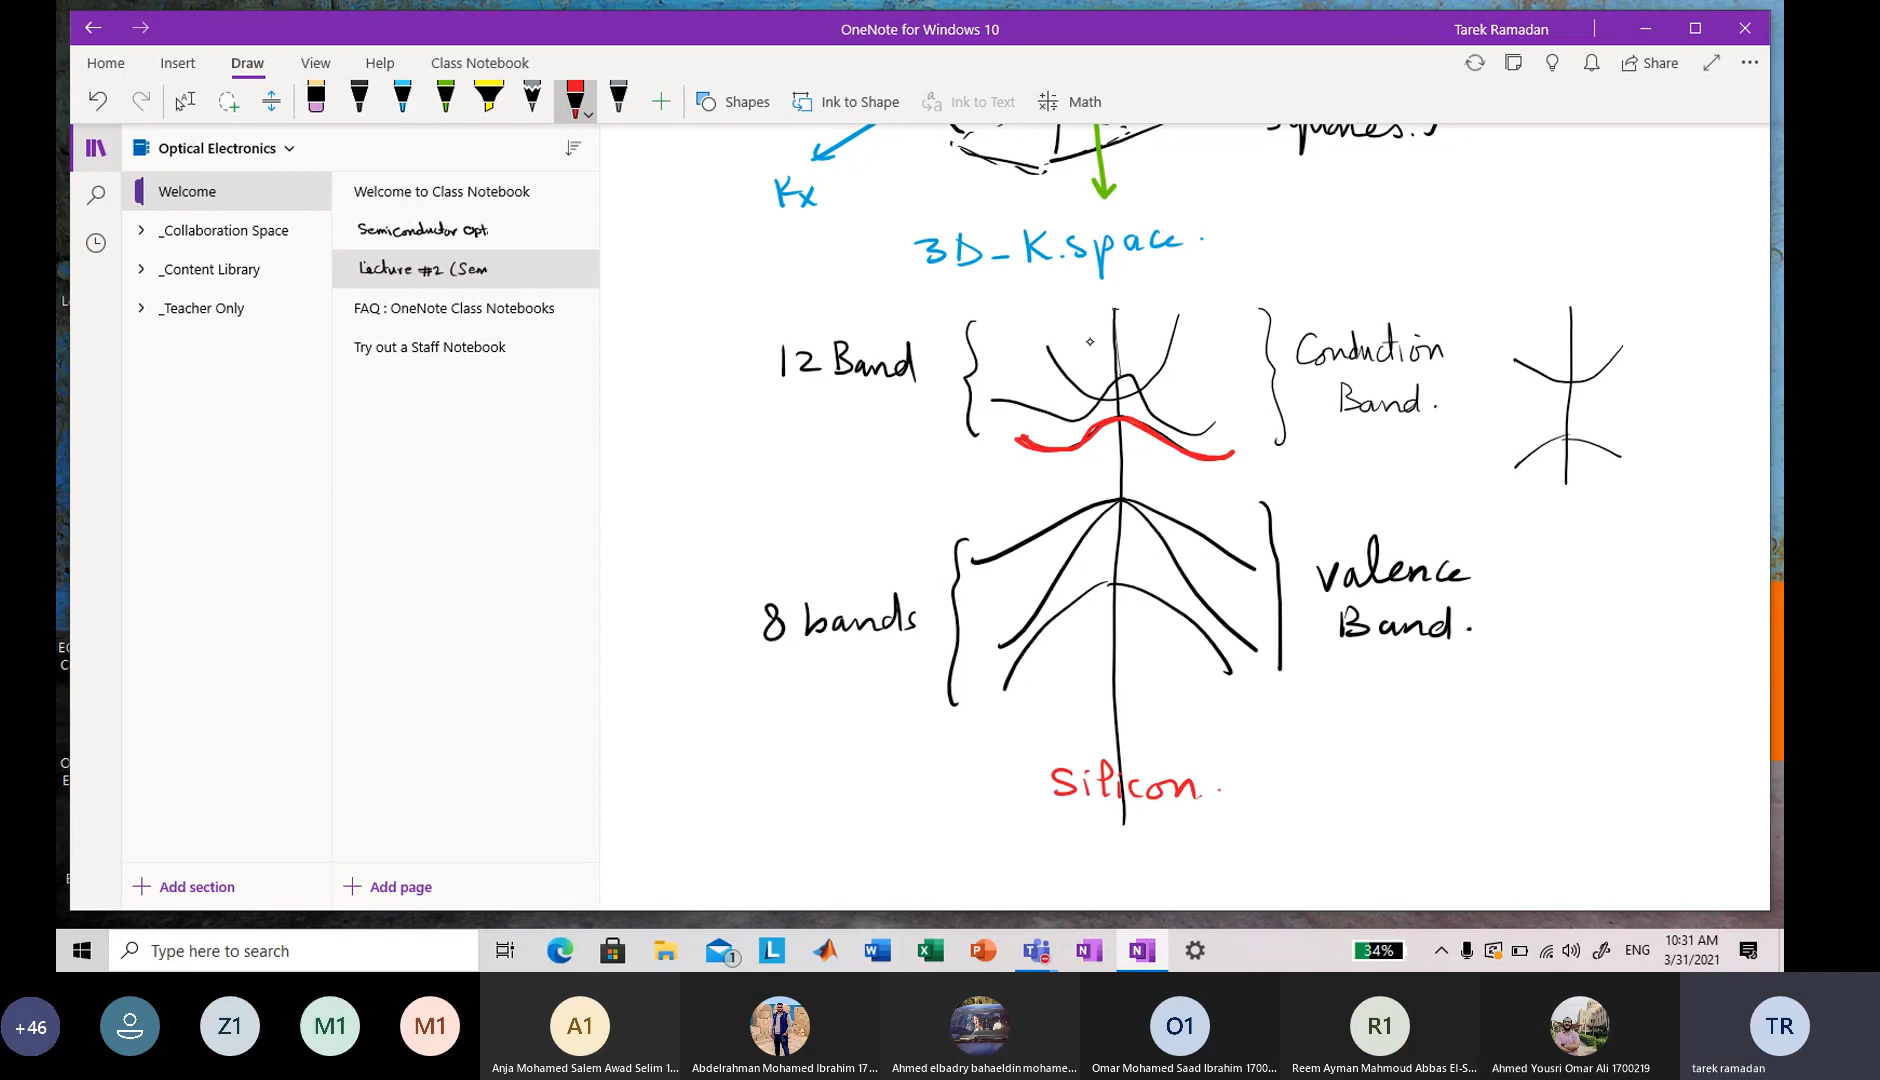 OneNote for Windows 10
Tarek Ramadan
Home Insert Draw View Help Class Notebook
Share
Shapes Ink to Shape Ink to Text Math
Optical Electronics
Welcome
_Collaboration Space
_Content Library
_Teacher Only
Welcome to Class Notebook
Semiconductor opti
Lecture #2 (Sem
FAQ : OneNote Class Notebooks
Try out a Staff Notebook
Add section
Add page
squares.
Kx
3D_K.space.
12 Band
Conduction
Band.
8 bands
Valence
Band.
Silicon.
Type here to search
1
L
34%
ENG
10:31 AM
3/31/2021
+46
Z1
M1
M1
A1
O1
R1
TR
Anja Mohamed Salem Awad Selim 1...
Abdelrahman Mohamed Ibrahim 17...
Ahmed elbadry bahaeldin mohame...
Omar Mohamed Saad Ibrahim 1700...
Reem Ayman Mahmoud Abbas El-S...
Ahmed Yousri Omar Ali 1700219
tarek ramadan